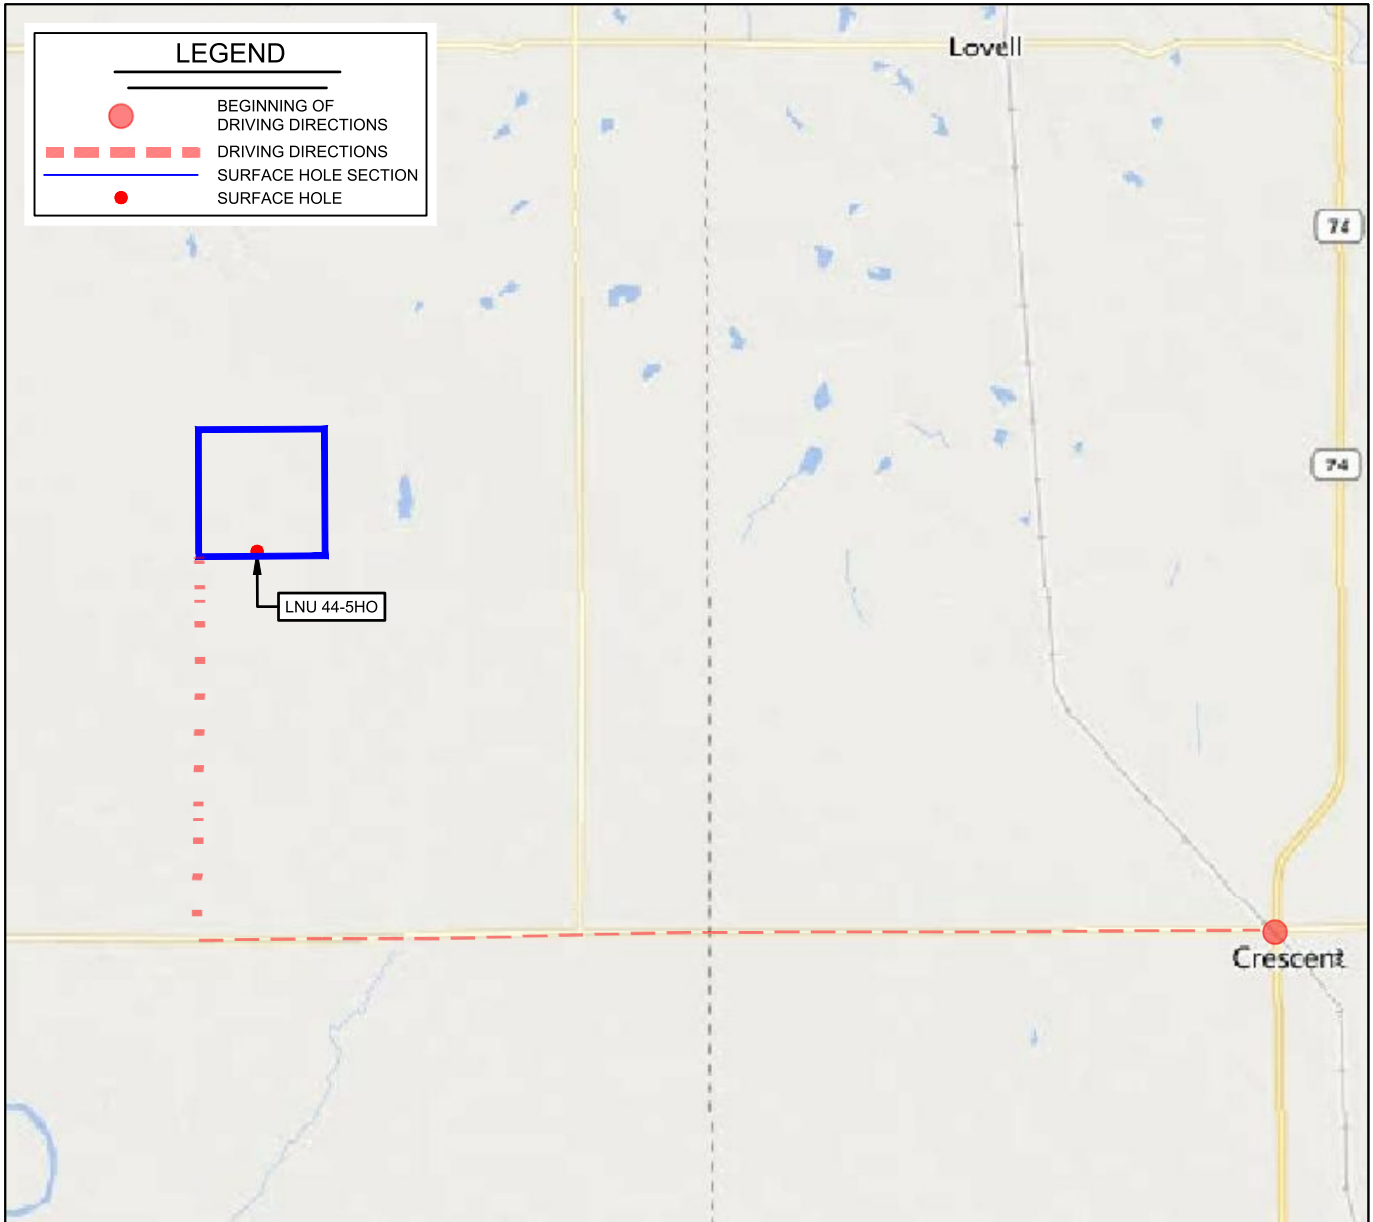 LEGEND
BEGINNING OF
DRIVING DIRECTIONS
DRIVING DIRECTIONS
SURFACE HOLE SECTION
SURFACE HOLE
Lovell
74
74
LNU 44-5HO
Crescent